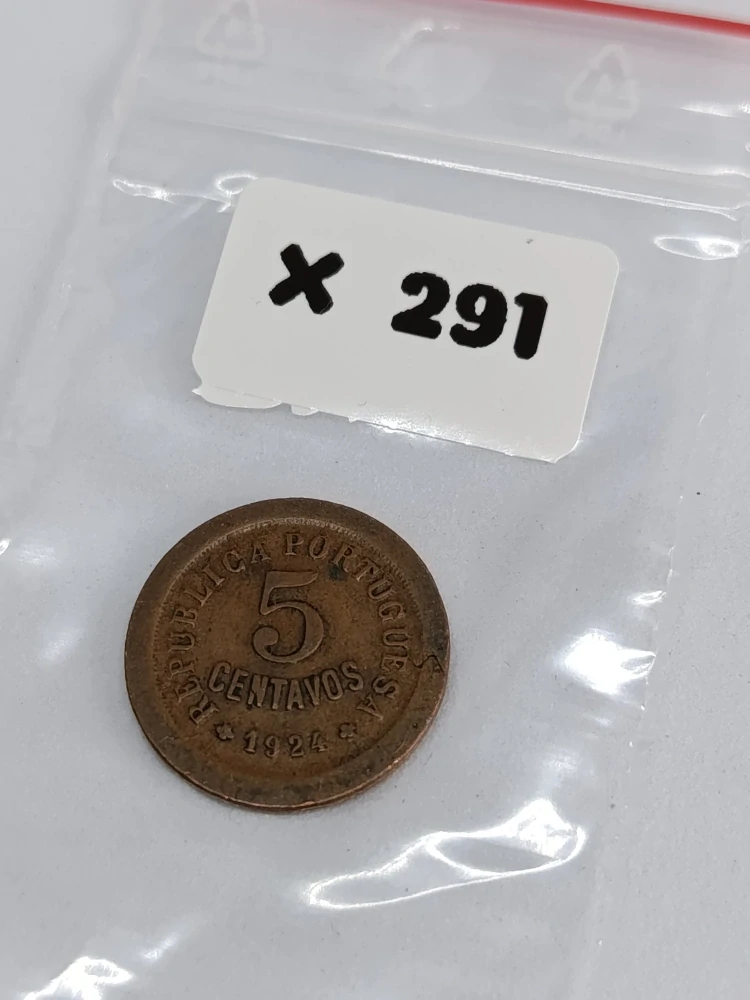 X 291
REPUBLICA PORTUGUESA
5
CENTAVOS
* 1924 *